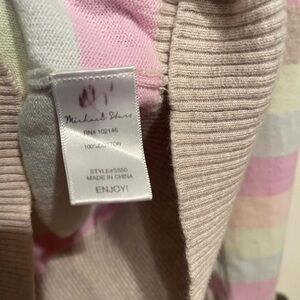 Michael Stars
RN# 102146
100%COTTON
STYLE#S550
MADE IN CHINA
ENJOY!